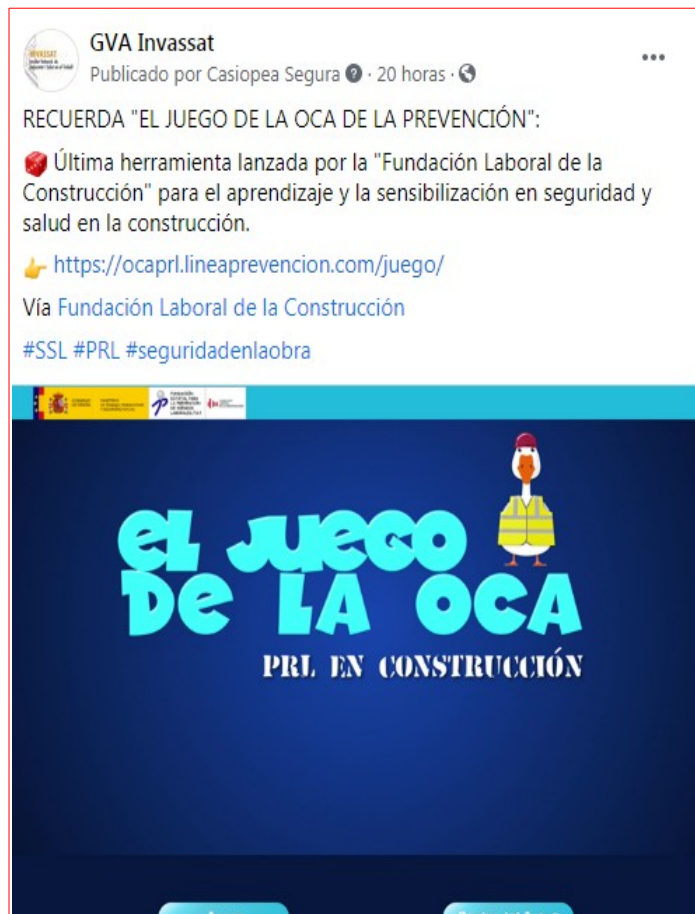 GVA Invassat
Publicado por Casiopea Segura · 20 horas ·
RECUERDA "EL JUEGO DE LA OCA DE LA PREVENCIÓN":
Última herramienta lanzada por la "Fundación Laboral de la
Construcción" para el aprendizaje y la sensibilización en seguridad y
salud en la construcción.
https://ocaprl.lineaprevencion.com/juego/
Vía Fundación Laboral de la Construcción
#SSL #PRL #seguridadenlaobra
EL JUEGO
DE LA OCA
PRL EN CONSTRUCCIÓN